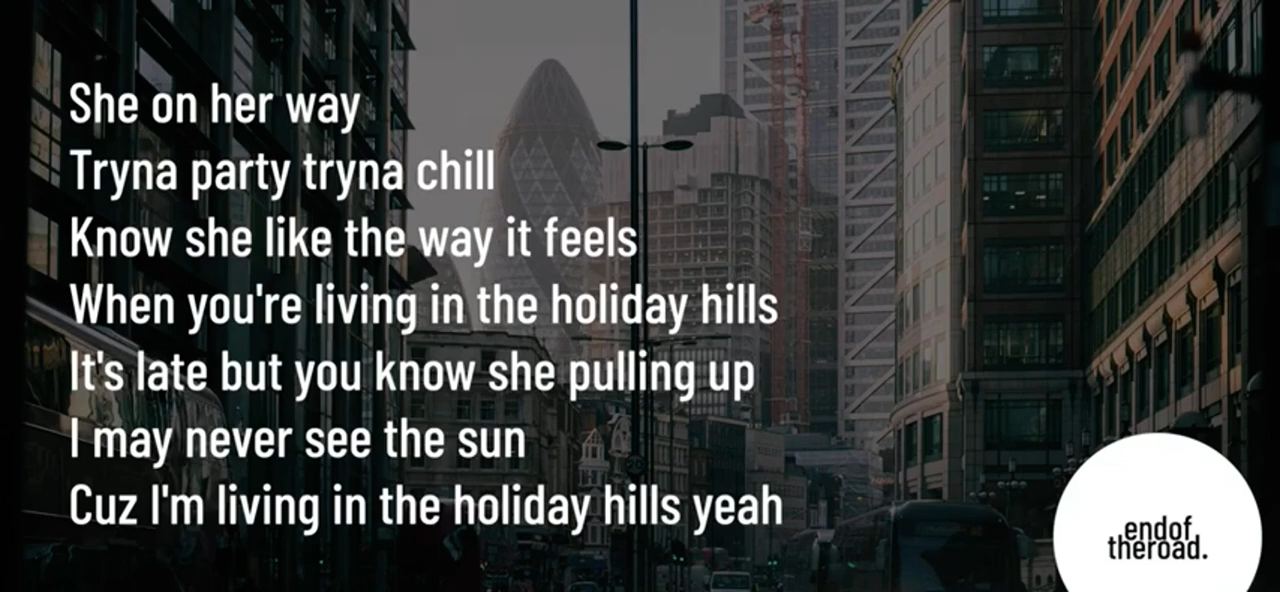 She on her way
Tryna party tryna chill
Know she like the way it feels
When you're living in the holiday hills
It's late but you know she pulling up
I may never see the sun
Cuz I'm living in the holiday hills yeah
endof
theroad.